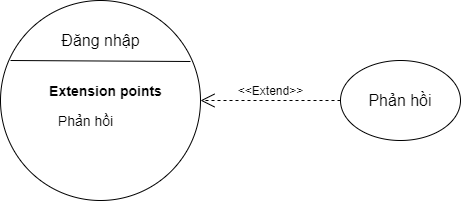 Đăng nhập
Extension points
Phản hồi
<<Extend>>
Phản hồi